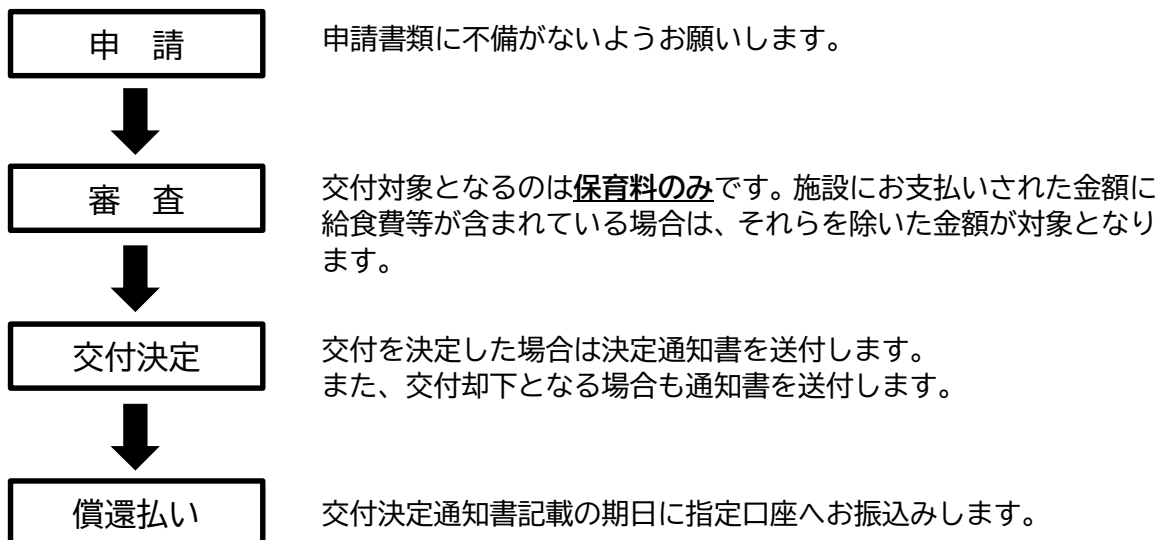 申　請
申請書類に不備がないようお願いします。
審　査
交付対象となるのは保育料のみです。施設にお支払いされた金額に
給食費等が含まれている場合は、それらを除いた金額が対象となり
ます。
交付決定
交付を決定した場合は決定通知書を送付します。
また、交付却下となる場合も通知書を送付します。
償還払い
交付決定通知書記載の期日に指定口座へお振込みします。